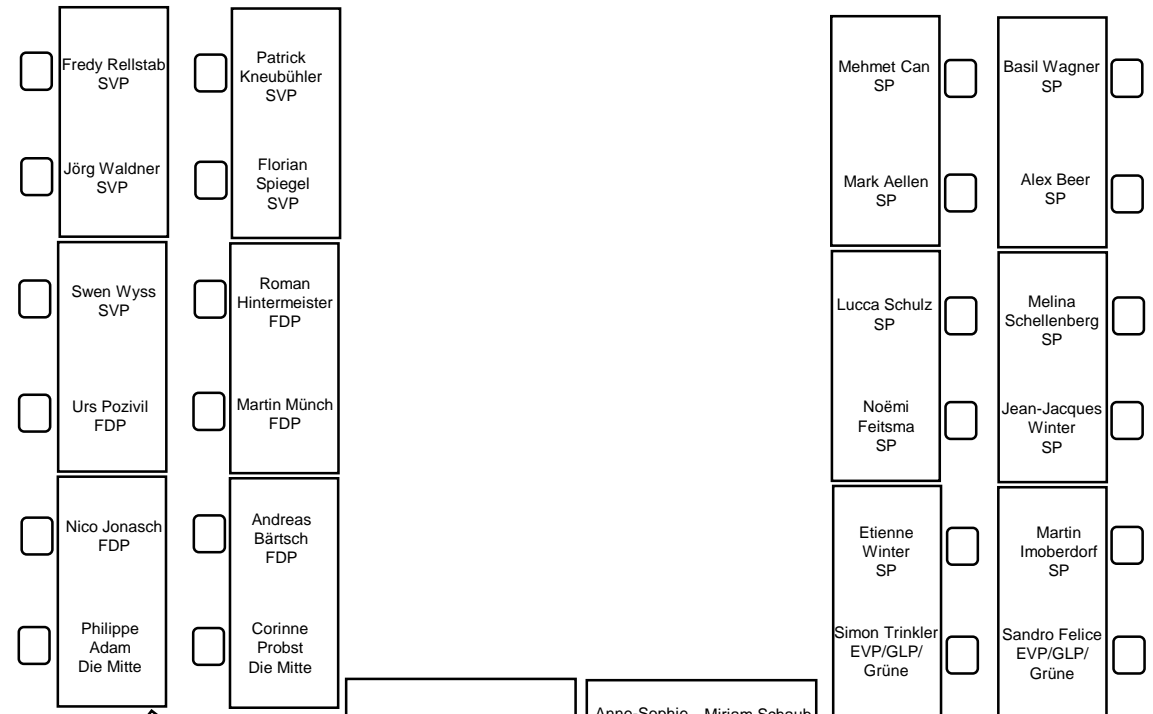 Fredy Rellstab
SVP
Jörg Waldner
SVP
Patrick
Kneubühler
SVP
Florian
Spiegel
SVP
Mehmet Can
SP
Mark Aellen
SP
Basil Wagner
SP
Alex Beer
SP
Swen Wyss
SVP
Urs Pozivil
FDP
Roman
Hintermeister
FDP
Martin Münch
FDP
Lucca Schulz
SP
Noëmi
Feitsma
SP
Melina
Schellenberg
SP
Jean-Jacques
Winter
SP
Nico Jonasch
FDP
Philippe
Adam
Die Mitte
Andreas
Bärtsch
FDP
Corinne
Probst
Die Mitte
Etienne
Winter
SP
Simon Trinkler
EVP/GLP/
Grüne
Martin
Imoberdorf
SP
Sandro Felice
EVP/GLP/
Grüne
Anne-Sophie
Miriam Schaub